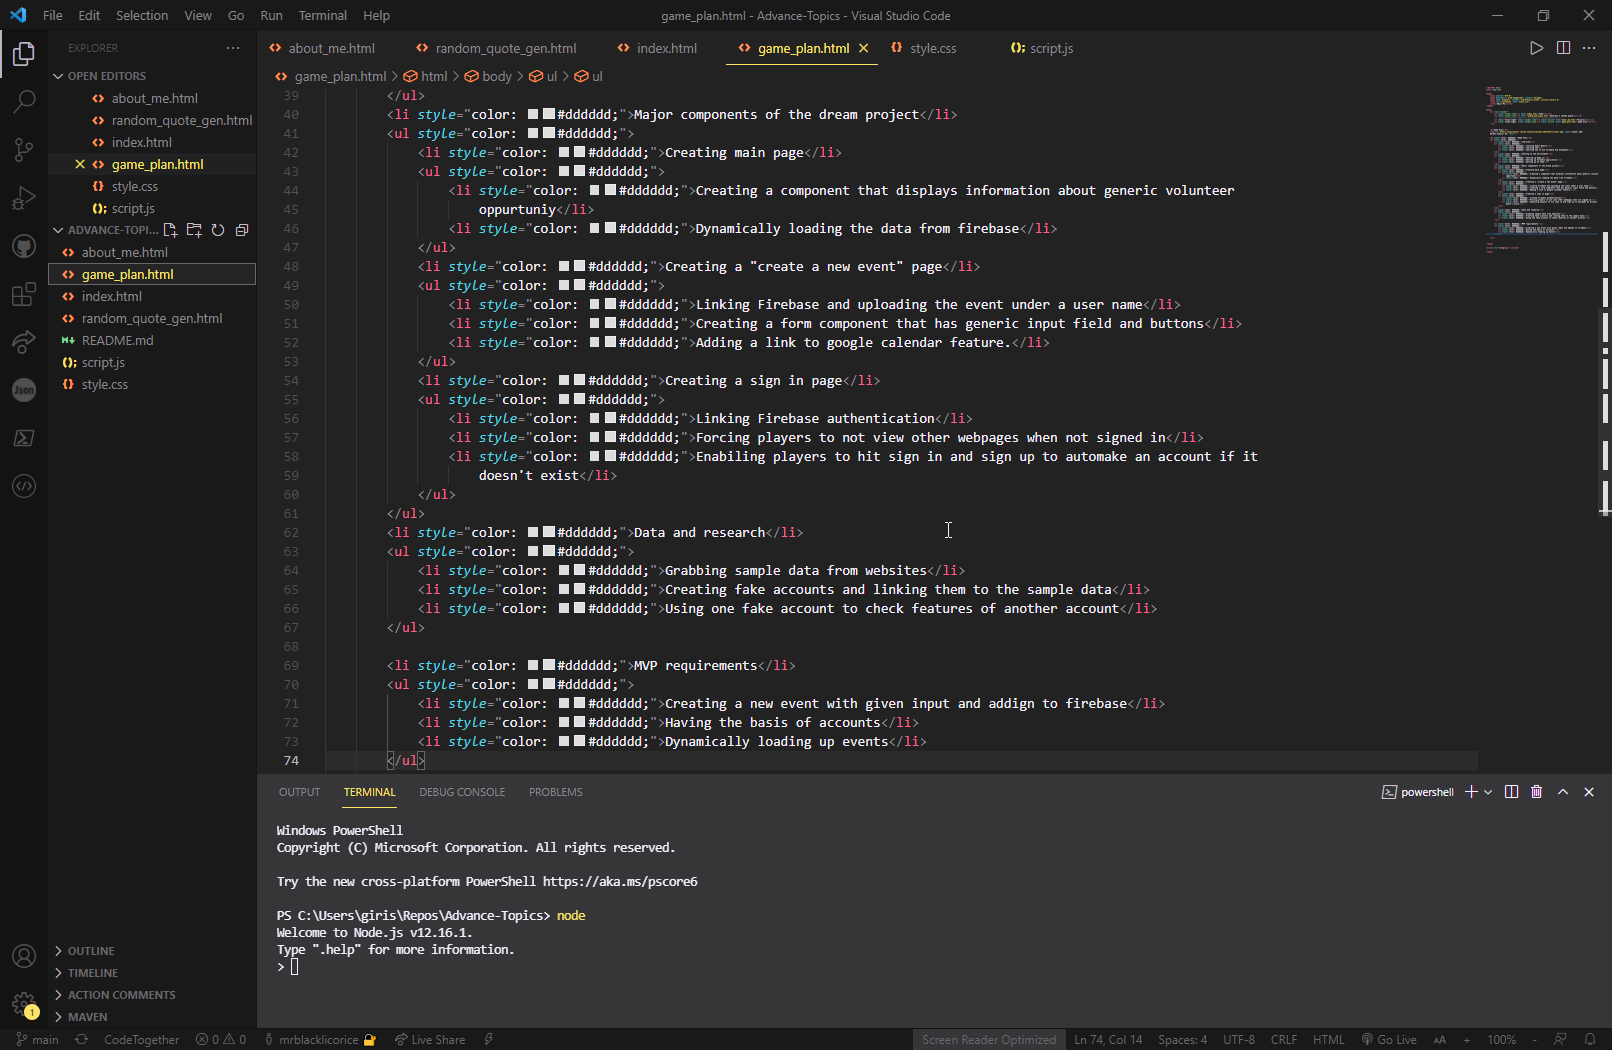 File Edit Selection View Go Run Terminal Help
game_plan.html - Advance-Topics - Visual Studio Code
EXPLORER
OPEN EDITORS
about_me.html
random_quote_gen.html
index.html
game_plan.html
style.css
script.js
ADVANCE-TOPI...
about_me.html
game_plan.html
index.html
random_quote_gen.html
README.md
script.js
style.css
OUTLINE
TIMELINE
ACTION COMMENTS
MAVEN
Json
1
about_me.html random_quote_gen.html index.html game_plan.html style.css script.js
game_plan.html > html > body > ul > ul
39 </ul>
40 <li style="color: #dddddd;">Major components of the dream project</li>
41 <ul style="color: #dddddd;">
42 <li style="color: #dddddd;">Creating main page</li>
43 <ul style="color: #dddddd;">
44 <li style="color: #dddddd;">Creating a component that displays information about generic volunteer
45 oppurtuniy</li>
46 <li style="color: #dddddd;">Dynamically loading the data from firebase</li>
47 </ul>
48 <li style="color: #dddddd;">Creating a "create a new event" page</li>
49 <ul style="color: #dddddd;">
50 <li style="color: #dddddd;">Linking Firebase and uploading the event under a user name</li>
51 <li style="color: #dddddd;">Creating a form component that has generic input field and buttons</li>
52 <li style="color: #dddddd;">Adding a link to google calendar feature.</li>
53 </ul>
54 <li style="color: #dddddd;">Creating a sign in page</li>
55 <ul style="color: #dddddd;">
56 <li style="color: #dddddd;">Linking Firebase authentication</li>
57 <li style="color: #dddddd;">Forcing players to not view other webpages when not signed in</li>
58 <li style="color: #dddddd;">Enabiling players to hit sign in and sign up to automake an account if it
59 doesn't exist</li>
60 </ul>
61 </ul>
62 <li style="color: #dddddd;">Data and research</li>
63 <ul style="color: #dddddd;">
64 <li style="color: #dddddd;">Grabbing sample data from websites</li>
65 <li style="color: #dddddd;">Creating fake accounts and linking them to the sample data</li>
66 <li style="color: #dddddd;">Using one fake account to check features of another account</li>
67 </ul>
68
69 <li style="color: #dddddd;">MVP requirements</li>
70 <ul style="color: #dddddd;">
71 <li style="color: #dddddd;">Creating a new event with given input and addign to firebase</li>
72 <li style="color: #dddddd;">Having the basis of accounts</li>
73 <li style="color: #dddddd;">Dynamically loading up events</li>
74 </ul>
OUTPUT TERMINAL DEBUG CONSOLE PROBLEMS
powershell
Windows PowerShell
Copyright (C) Microsoft Corporation. All rights reserved.
Try the new cross-platform PowerShell https://aka.ms/pscore6
PS C:\Users\giris\Repos\Advance-Topics> node
Welcome to Node.js v12.16.1.
Type ".help" for more information.
>
main CodeTogether 0 0 mrblacklicorice Live Share Screen Reader Optimized Ln 74, Col 14 Spaces: 4 UTF-8 CRLF HTML Go Live AA + 100% -